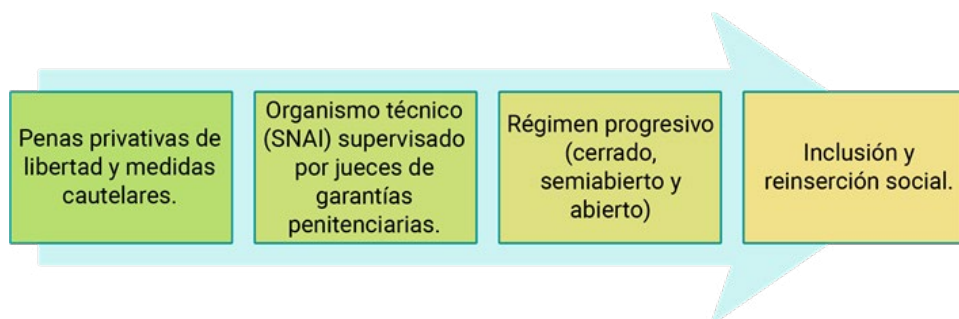 Penas privativas de
libertad y medidas
cautelares.
Organismo técnico
(SNAI) supervisado
por jueces de
garantías
penitenciarias.
Régimen progresivo
(cerrado,
semiabierto y
abierto)
Inclusión y
reinserción social.